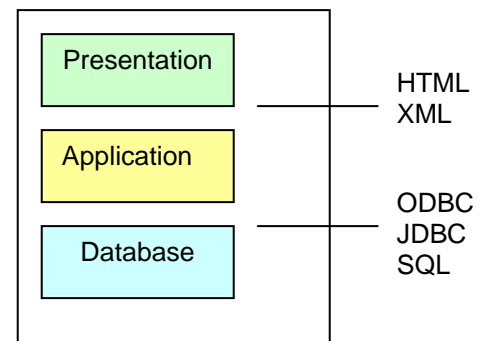 Presentation
HTML
XML
Application
ODBC
JDBC
SQL
Database